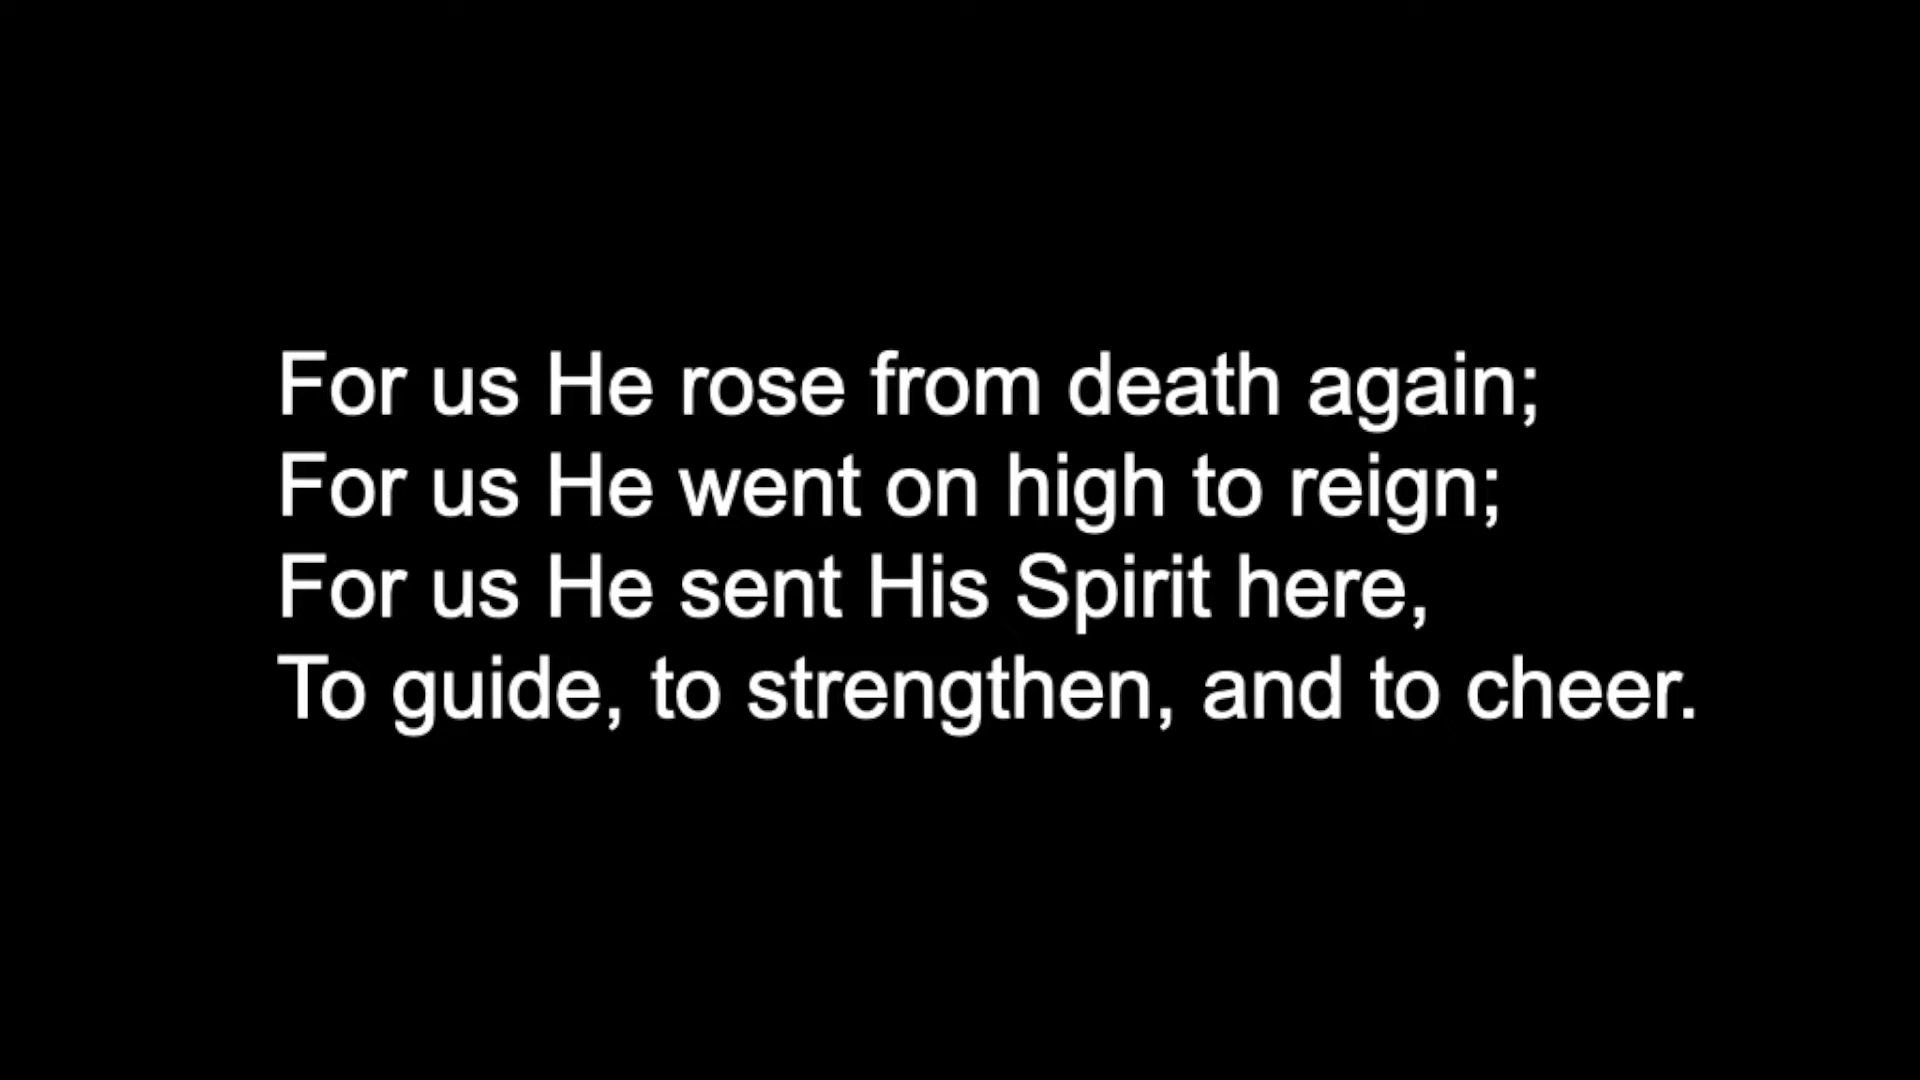 For us He rose from death again;
For us He went on high to reign;
For us He sent His Spirit here,
To guide, to strengthen, and to cheer.